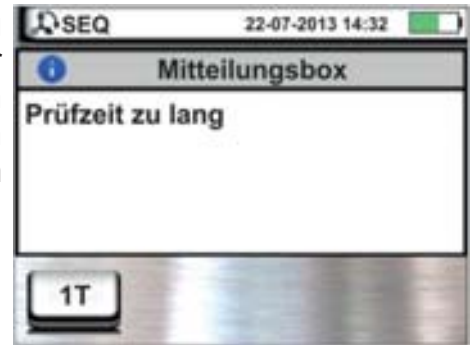 SEQ 22-07-2013 14:32
Mitteilungsbox
Prüfzeit zu lang
1T